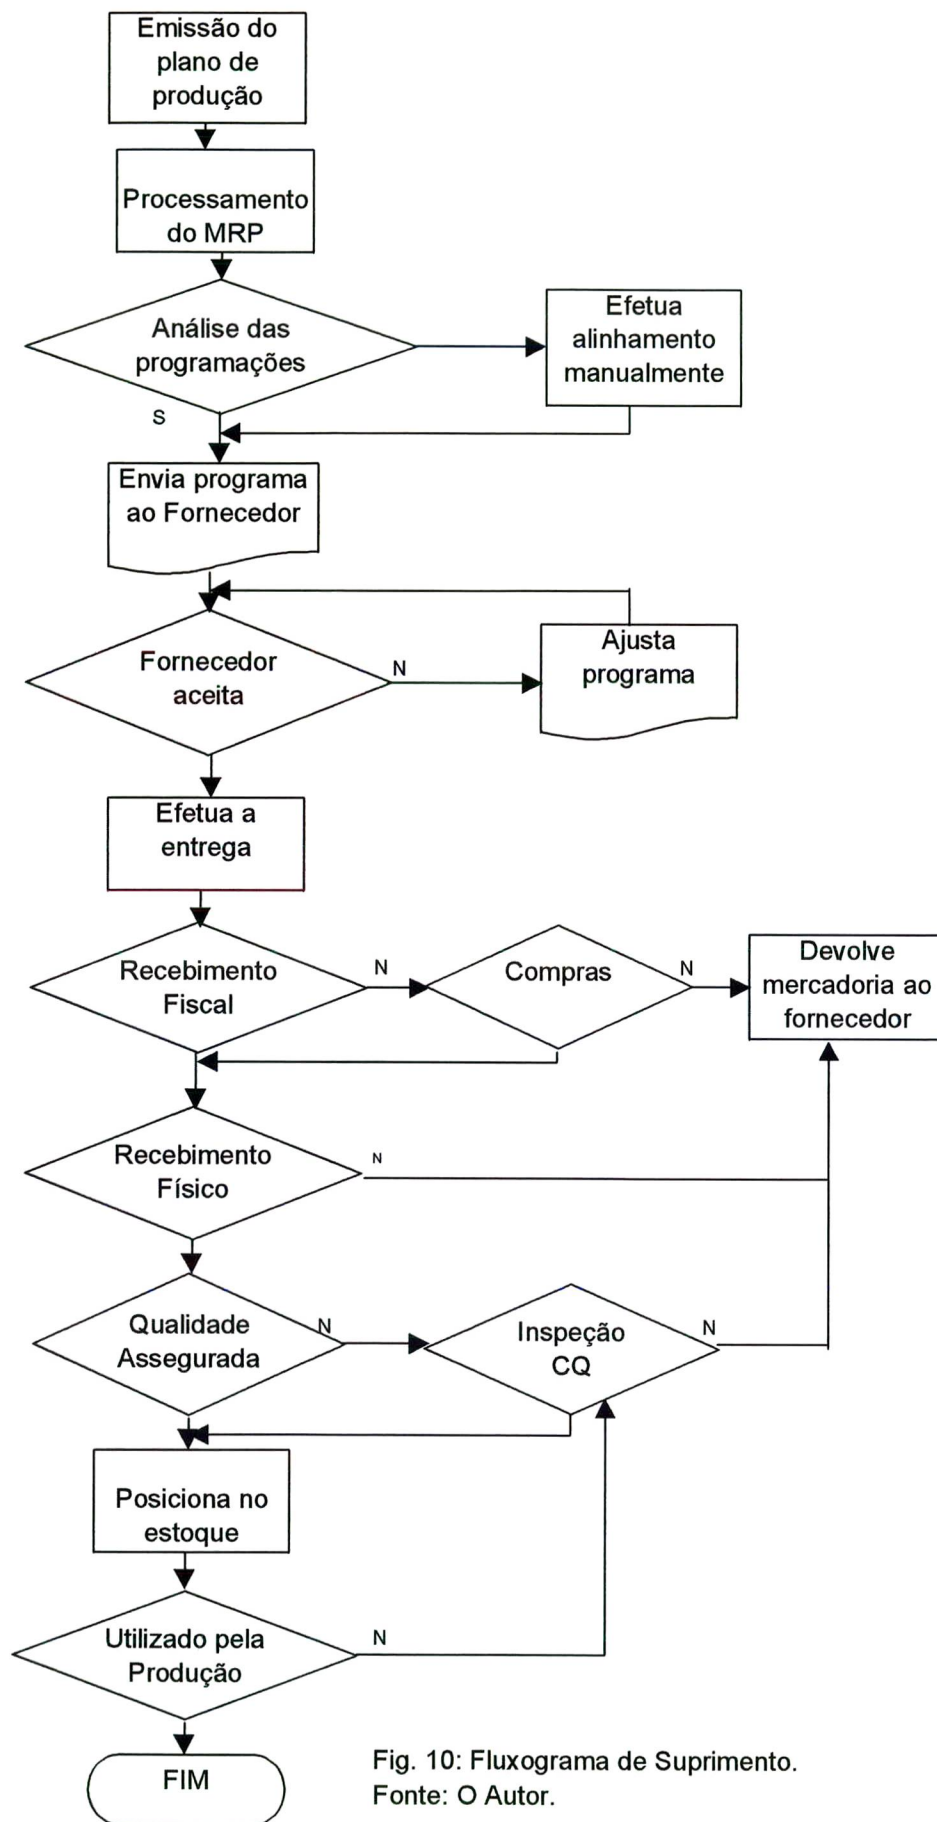 Emissão do
plano de
produção
Processamento
do MRP
Análise das
programações
Efetua
alinhamento
manualmente
S
Envia programa
ao Fornecedor
Fornecedor
aceita
N
Ajusta
programa
Efetua a
entrega
Recebimento
Fiscal
N
Compras
N
Devolve
mercadoria ao
fornecedor
Recebimento
Físico
N
Qualidade
Assegurada
N
Inspeção
CQ
N
Posiciona no
estoque
Utilizado pela
Produção
N
FIM
Fig. 10: Fluxograma de Suprimento.
Fonte: O Autor.